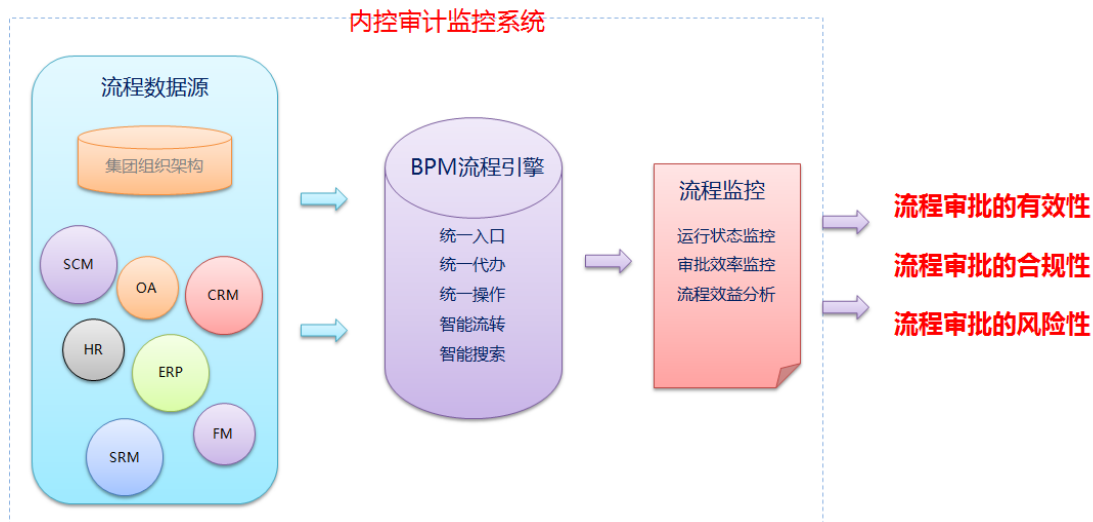 内控审计监控系统
流程数据源
集团组织架构
SCM
OA
CRM
HR
ERP
FM
SRM
BPM流程引擎
统一入口
统一代办
统一操作
智能流转
智能搜索
流程监控
运行状态监控
审批效率监控
流程效益分析
流程审批的有效性
流程审批的合规性
流程审批的风险性